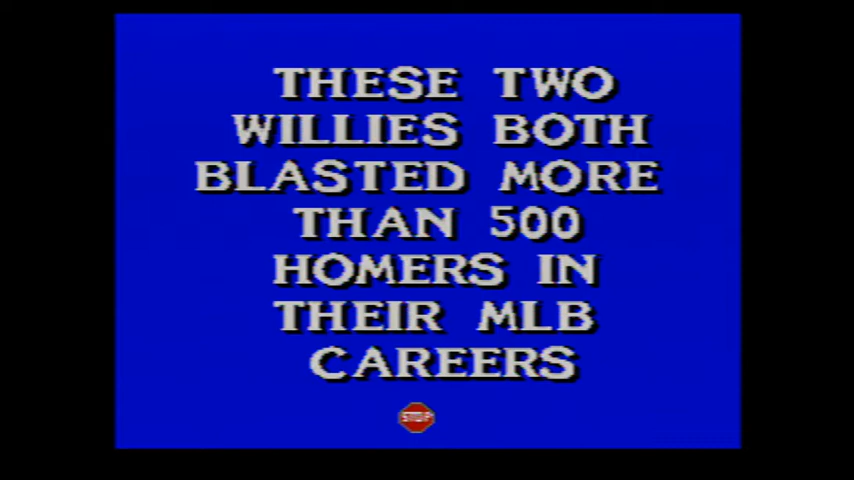 THESE TWO
WILLIES BOTH
BLASTED MORE
THAN 500
HOMERS IN
THEIR MLB
CAREERS
STOP